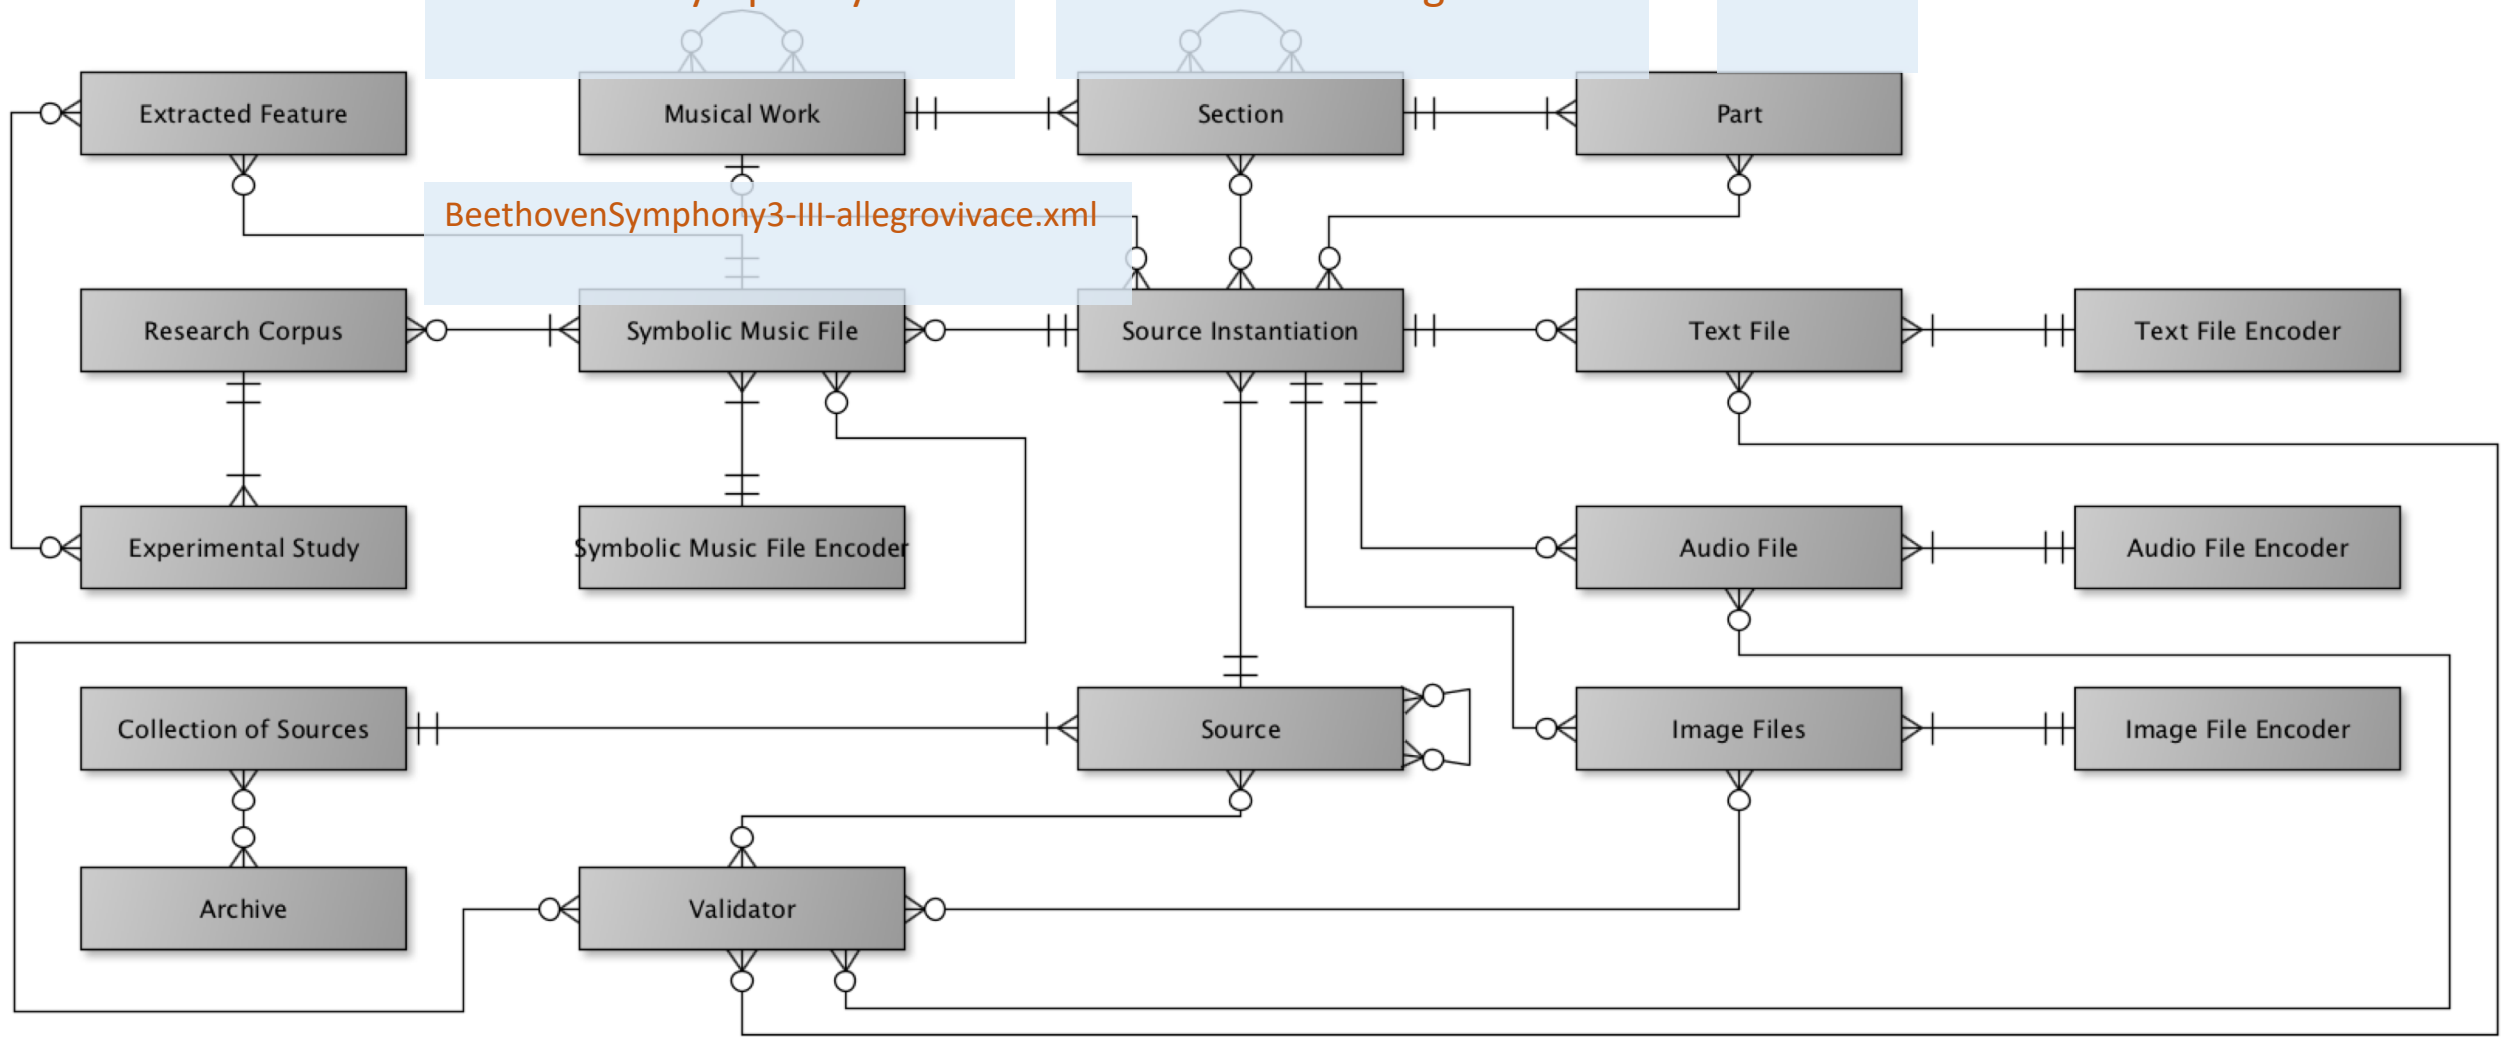 Extracted Feature
Musical Work
Section
Part
BeethovenSymphony3-III-allegrovivace.xml
Research Corpus
Symbolic Music File
Source Instantiation
Text File
Text File Encoder
Experimental Study
Symbolic Music File Encoder
Audio File
Audio File Encoder
Collection of Sources
Source
Image Files
Image File Encoder
Archive
Validator